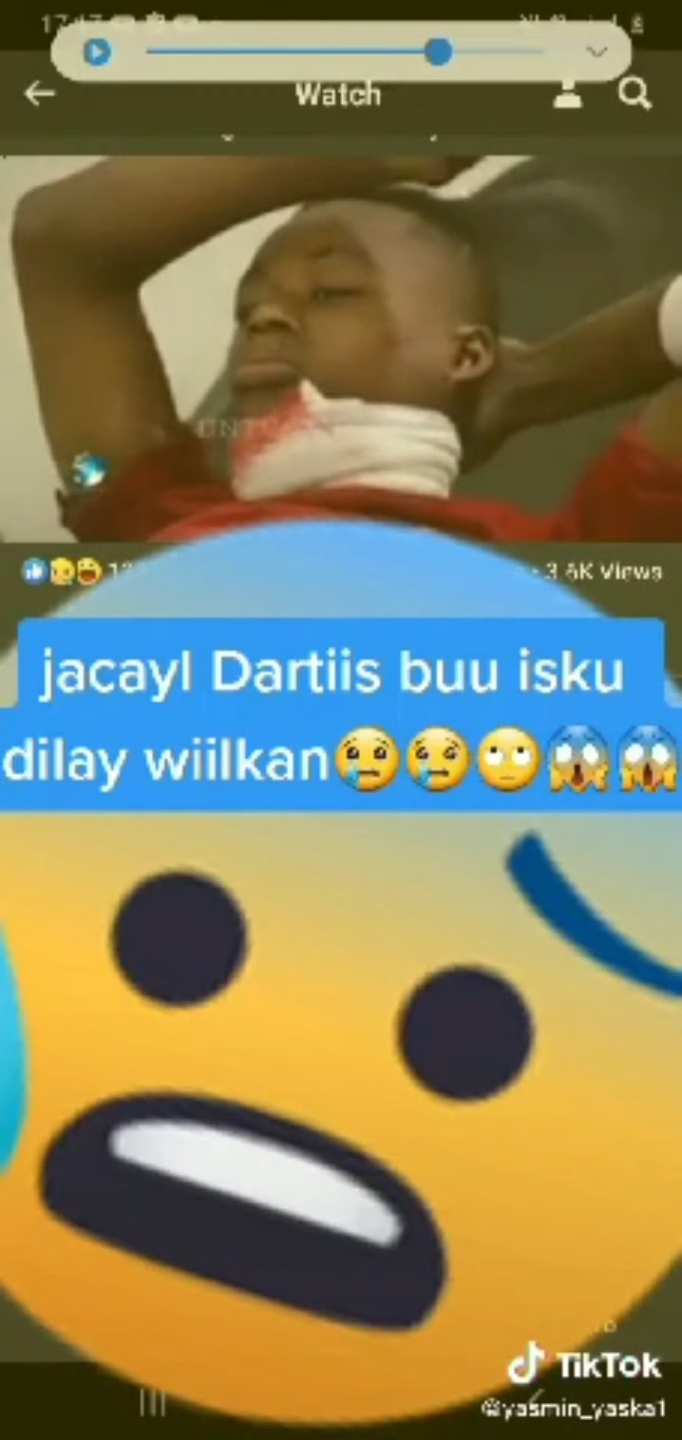 Watch
3.6K Views
jacayl Dartiis buu isku
dilay wiilkan😢😢🙄😱😱
TikTok
@yasmin_yaska1